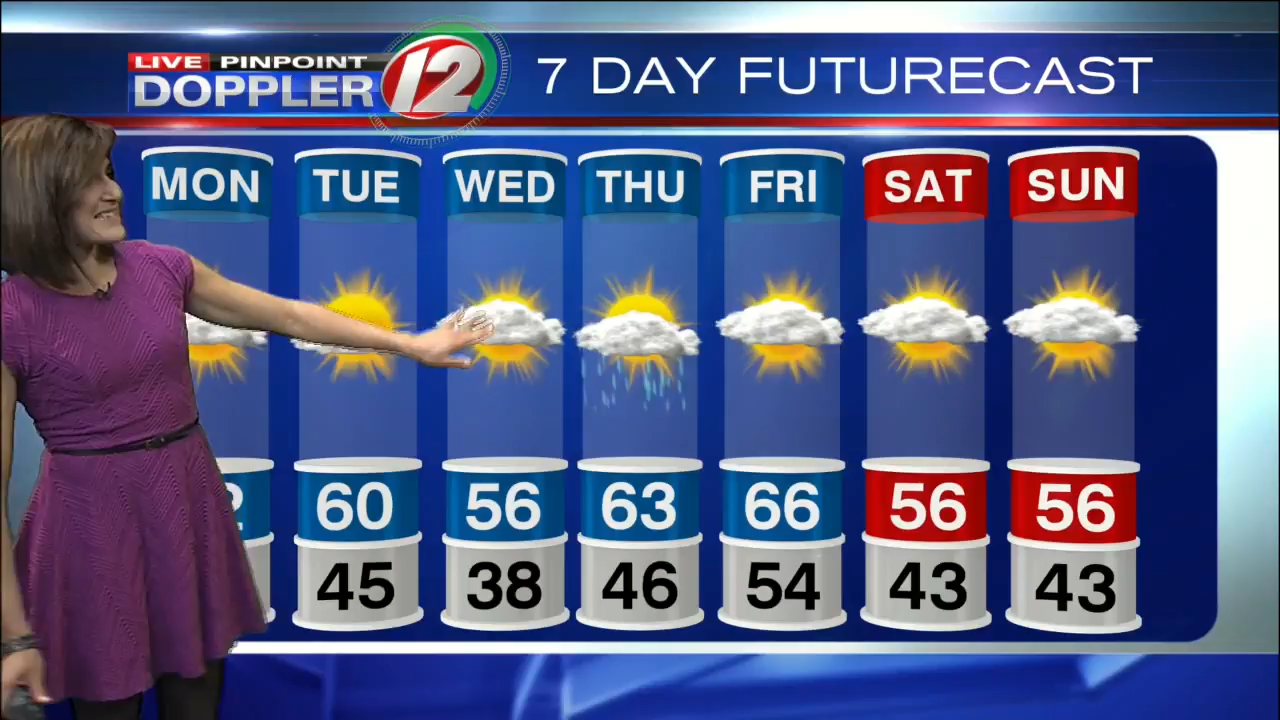 LIVE PINPOINT
DOPPLER 12
7 DAY FUTURECAST
MON TUE WED THU FRI SAT SUN
60 56 63 66 56 56
45 38 46 54 43 43